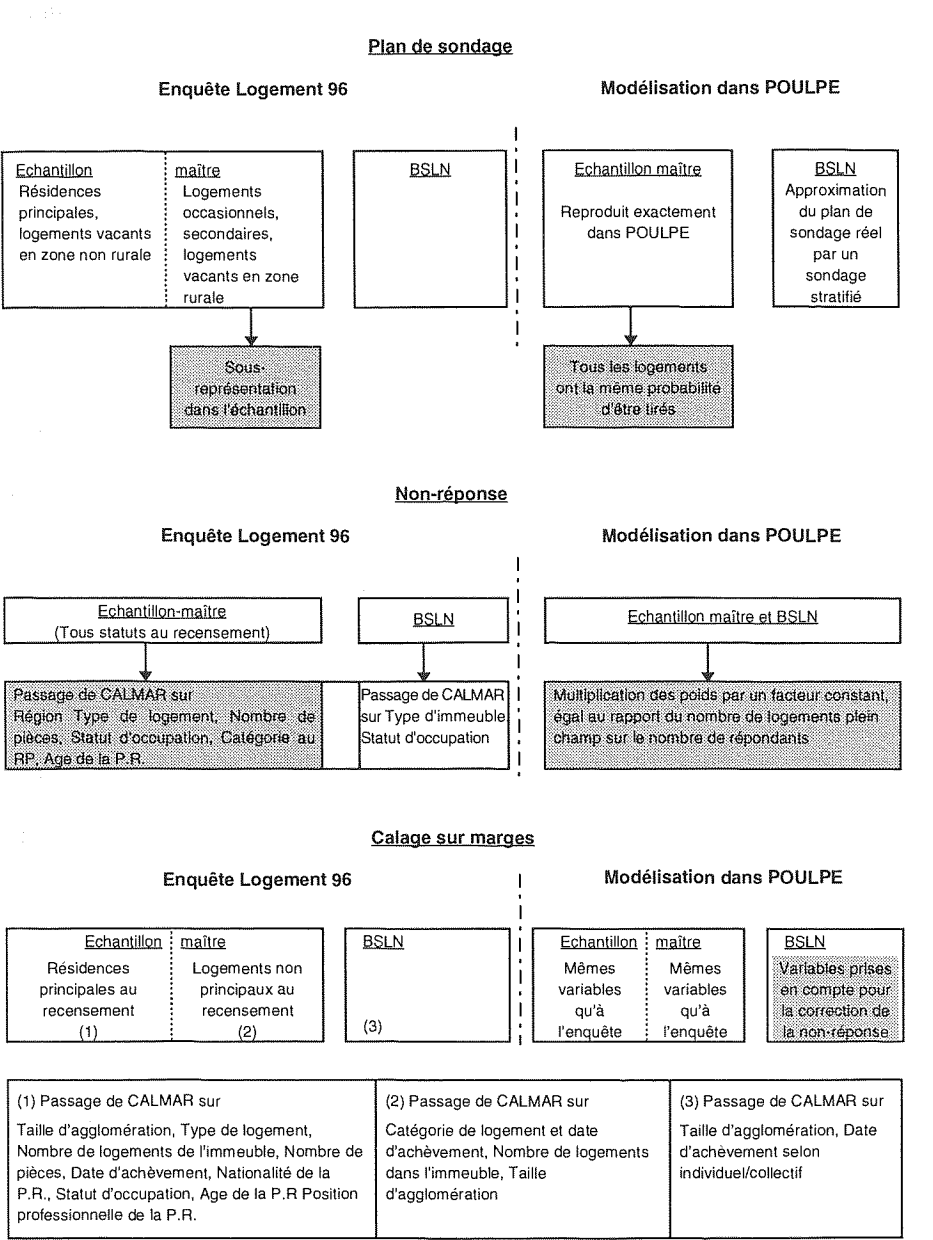 Plan de sondage
Enquête Logement 96
Modélisation dans POULPE
Echantillon
Résidences
principales,
logements vacants
en zone non rurale
maître
Logements
occasionnels,
secondaires,
logements
vacants en zone
rurale
BSLN
Echantillon maître
Reproduit exactement
dans POULPE
BSLN
Approximation
du plan de
sondage réel
par un
sondage
stratifié
Sous-
représentation
dans l'échantillon
Tous les logements
ont la même probabilité
d'être tirés
Non-réponse
Enquête Logement 96
Modélisation dans POULPE
Echantillon-maître
(Tous statuts au recensement)
BSLN
Echantillon maître et BSLN
Passage de CALMAR sur
Région Type de logement, Nombre de
pièces, Statut d'occupation, Catégorie au
RP, Age de la P.R.
Passage de CALMAR
sur Type d'immeuble
Statut d'occupation
Multiplication des poids par un facteur constant,
égal au rapport du nombre de logements plein
champ sur le nombre de répondants
Calage sur marges
Enquête Logement 96
Modélisation dans POULPE
Echantillon
Résidences
principales au
recensement
(1)
maître
Logements non
principaux au
recensement
(2)
BSLN
(3)
Echantillon
Mêmes
variables
qu'à
l'enquête
maître
Mêmes
variables
qu'à
l'enquête
BSLN
Variables prises
en compte pour
la correction de
la non-réponse
(1) Passage de CALMAR sur
Taille d'agglomération, Type de logement,
Nombre de logements de l'immeuble, Nombre de
pièces, Date d'achèvement, Nationalité de la
P.R., Statut d'occupation, Age de la P.R Position
professionnelle de la P.R.
(2) Passage de CALMAR sur
Catégorie de logement et date
d'achèvement, Nombre de logements
dans l'immeuble, Taille
d'agglomération
(3) Passage de CALMAR sur
Taille d'agglomération, Date
d'achèvement selon
individuel/collectif